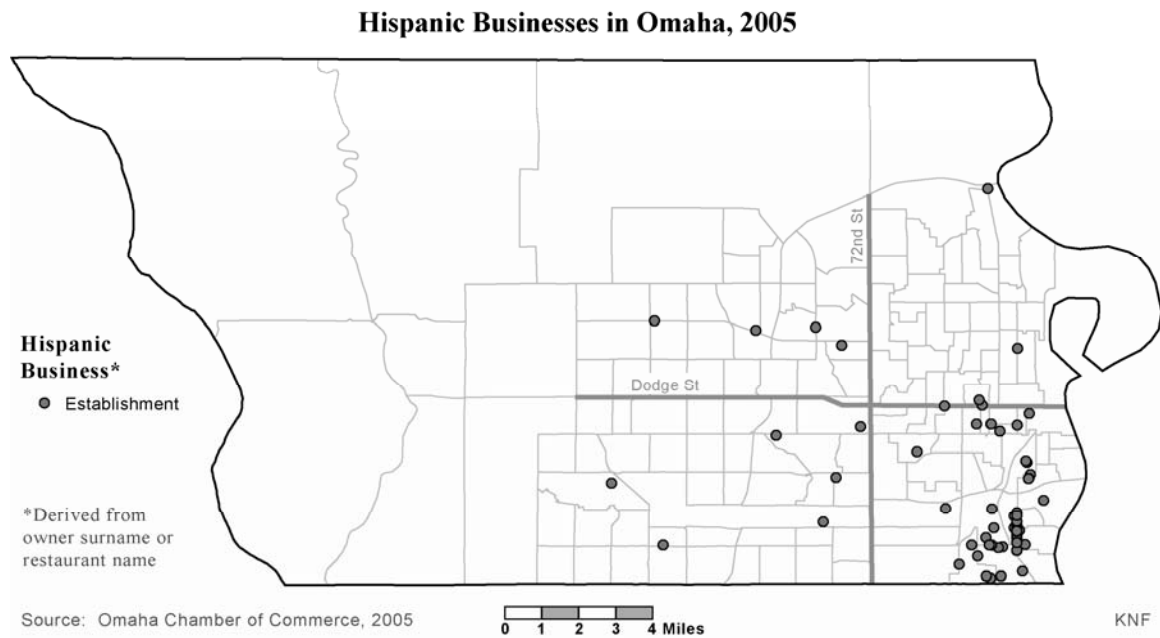 Hispanic Businesses in Omaha, 2005
72nd St
Dodge St
Hispanic
Business*
Establishment
*Derived from
owner surname or
restaurant name
Source: Omaha Chamber of Commerce, 2005
0 1 2 3 4 Miles
KNF